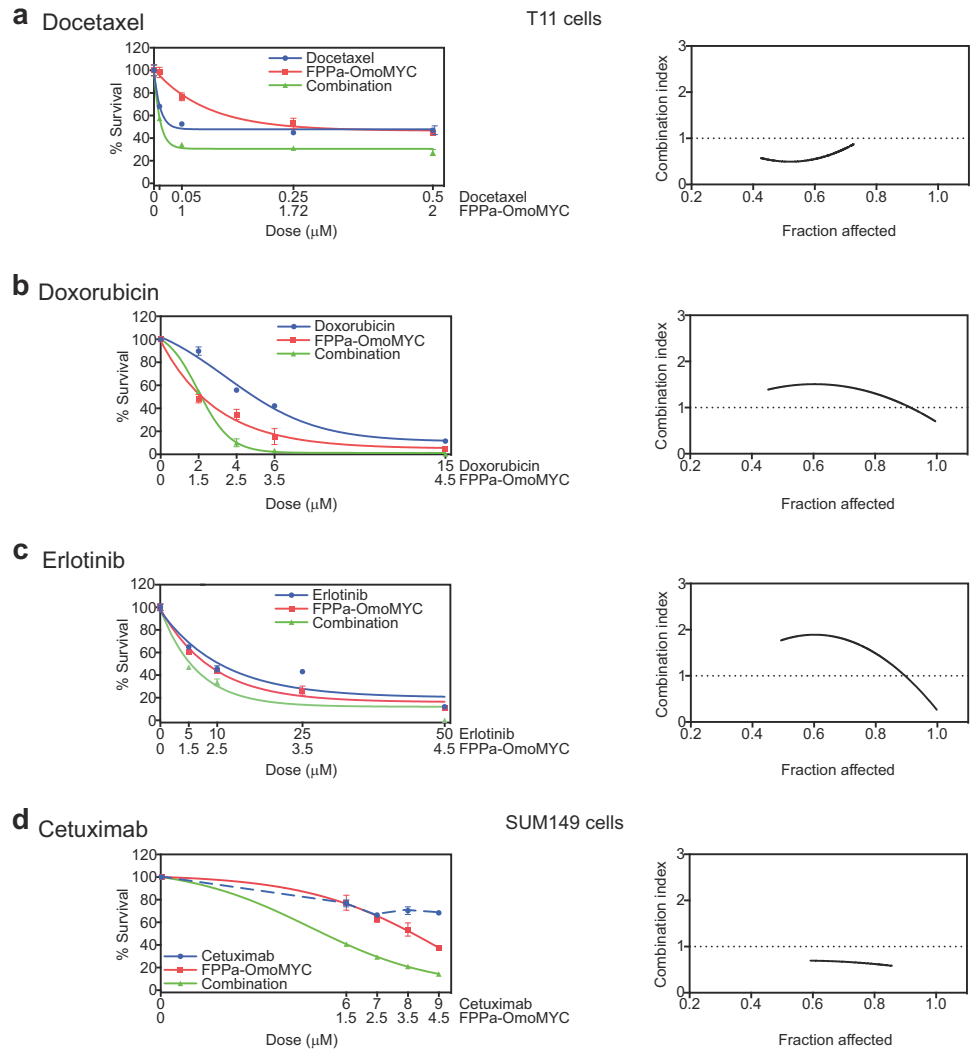 a Docetaxel
T11 cells
120
100
80
60
40
20
0
% Survival
Docetaxel
FPPa-OmoMYC
Combination
0.05 0.25 0.5 Docetaxel
0 1 1.72 2 FPPa-OmoMYC
Dose (μM)
3
2
1
0
Combination index
0.2 0.4 0.6 0.8 1.0
Fraction affected
b Doxorubicin
120
100
80
60
40
20
0
% Survival
Doxorubicin
FPPa-OmoMYC
Combination
0 2 4 6 15 Doxorubicin
0 1.5 2.5 3.5 4.5 FPPa-OmoMYC
Dose (μM)
3
2
1
0
Combination index
0.2 0.4 0.6 0.8 1.0
Fraction affected
c Erlotinib
120
100
80
60
40
20
0
% Survival
Erlotinib
FPPa-OmoMYC
Combination
0 5 10 25 50 Erlotinib
0 1.5 2.5 3.5 4.5 FPPa-OmoMYC
Dose (μM)
3
2
1
0
Combination index
0.2 0.4 0.6 0.8 1.0
Fraction affected
d Cetuximab
SUM149 cells
120
100
80
60
40
20
0
% Survival
Cetuximab
FPPa-OmoMYC
Combination
0 6 7 8 9 Cetuximab
0 1.5 2.5 3.5 4.5 FPPa-OmoMYC
Dose (μM)
3
2
1
0
Combination index
0.2 0.4 0.6 0.8 1.0
Fraction affected